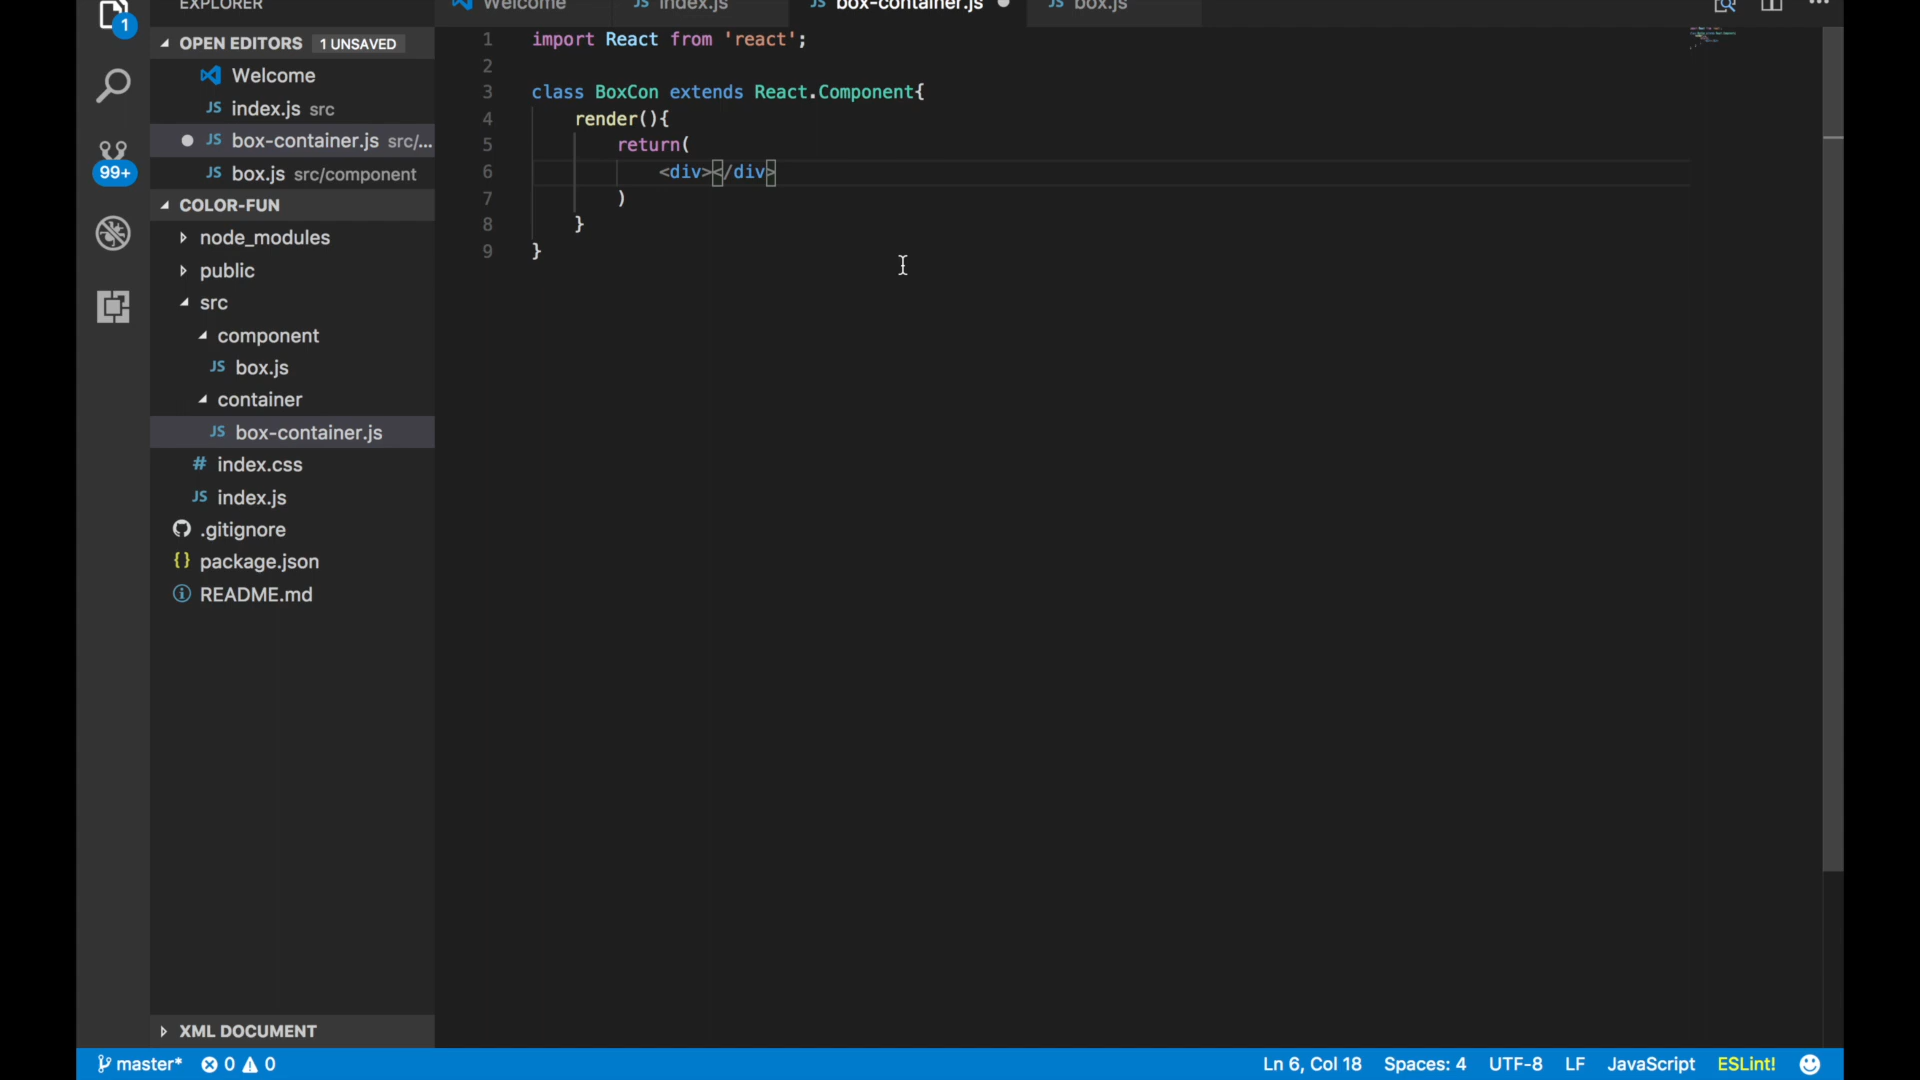 EXPLORER
Welcome
JS index.js
JS box-container.js
JS box.js
1
OPEN EDITORS 1 UNSAVED
Welcome
JS index.js src
JS box-container.js src/...
JS box.js src/component
99+
COLOR-FUN
node_modules
public
src
component
JS box.js
container
JS box-container.js
# index.css
JS index.js
.gitignore
{} package.json
README.md
XML DOCUMENT
1 import React from 'react';
2
3 class BoxCon extends React.Component{
4 render(){
5 return(
6 <div></div>
7 )
8 }
9 }
master* 0 0
Ln 6, Col 18 Spaces: 4 UTF-8 LF JavaScript ESLint!